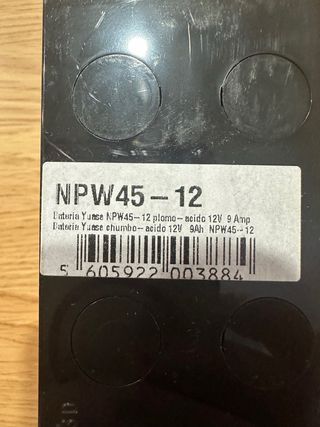 NPW45-12
Bateria Yuasa NPW45-12 plomo-acido 12V 9 Amp
Bateria Yuasa chumbo-acido 12V 9Ah NPW45-12
5 605922 003884